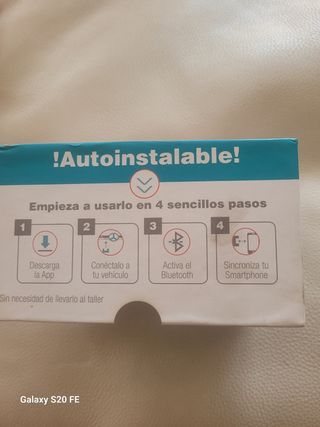 !Autoinstalable!
Empieza a usarlo en 4 sencillos pasos
1
Descarga
la App
2
Conéctalo a
tu vehículo
3
Activa el
Bluetooth
4
Sincroniza tu
Smartphone
Sin necesidad de llevarlo al taller
Galaxy S20 FE